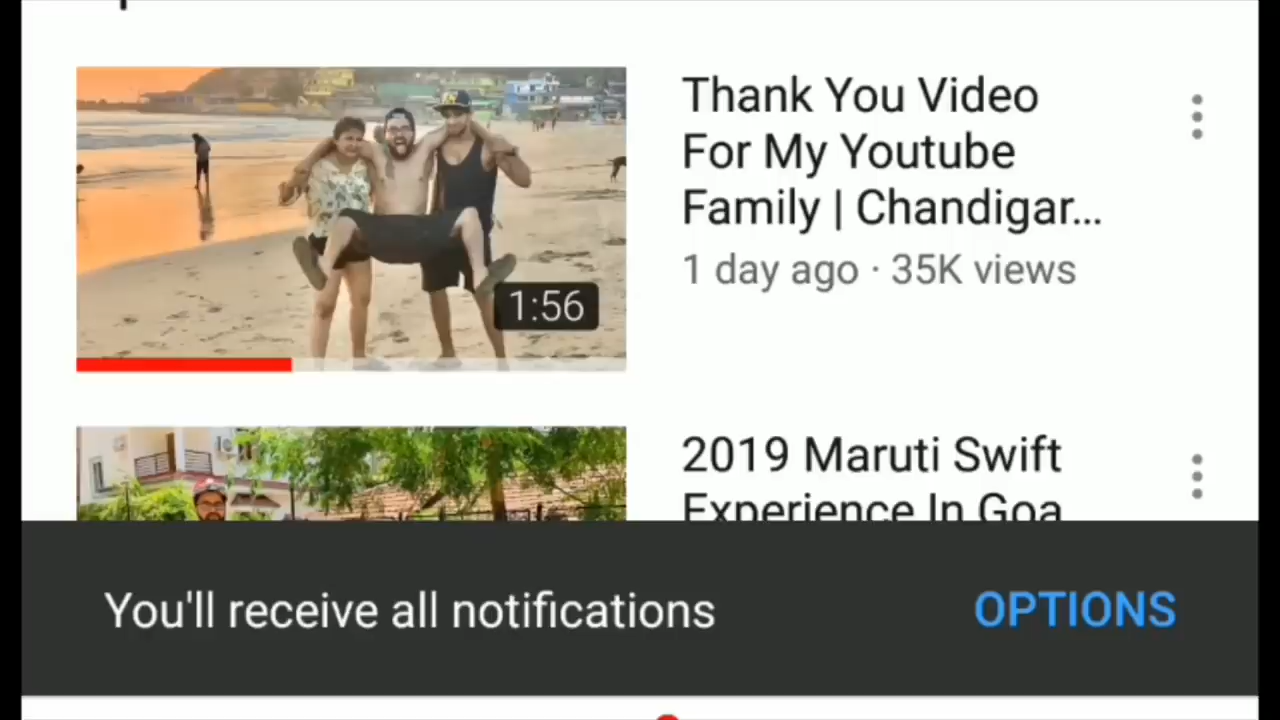 Thank You Video
For My Youtube
Family | Chandigar...
1 day ago · 35K views
1:56
2019 Maruti Swift
Experience In Goa
You'll receive all notifications
OPTIONS